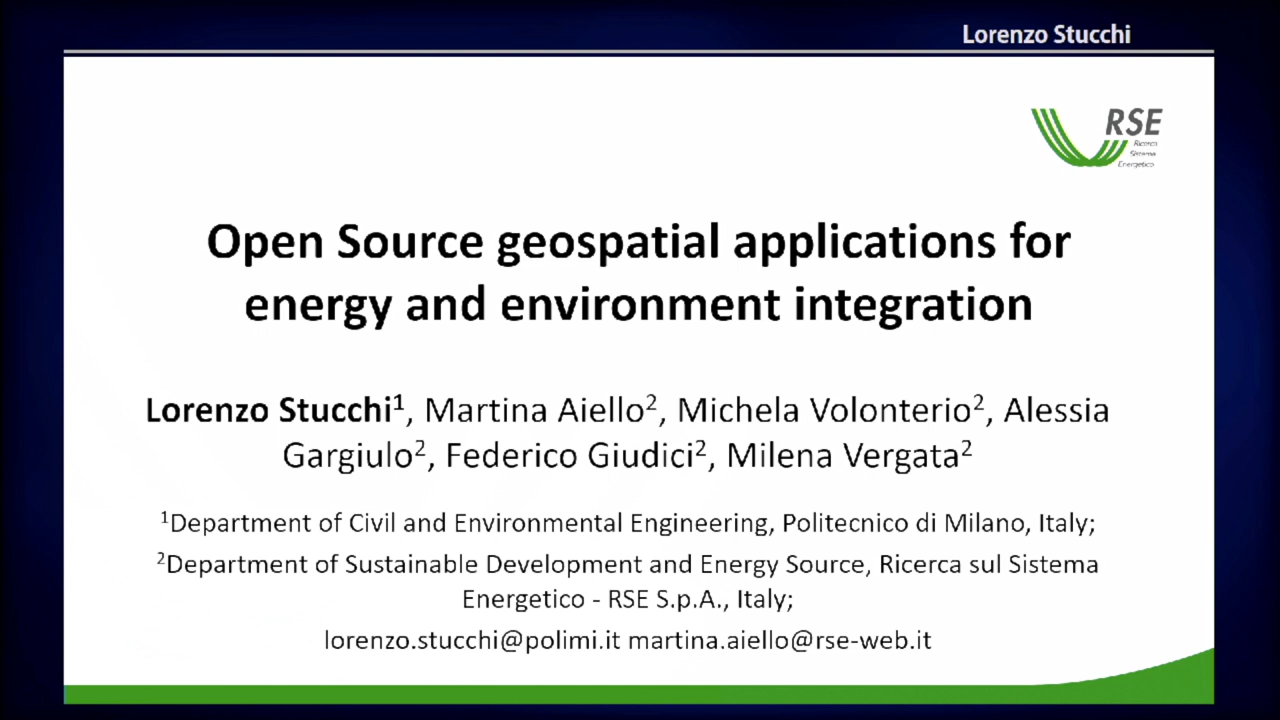 Lorenzo Stucchi
RSE
Ricerca
Sistema
Energetico
Open Source geospatial applications for
energy and environment integration
Lorenzo Stucchi¹, Martina Aiello², Michela Volonterio², Alessia
Gargiulo², Federico Giudici², Milena Vergata²
¹Department of Civil and Environmental Engineering, Politecnico di Milano, Italy;
²Department of Sustainable Development and Energy Source, Ricerca sul Sistema
Energetico - RSE S.p.A., Italy;
lorenzo.stucchi@polimi.it martina.aiello@rse-web.it